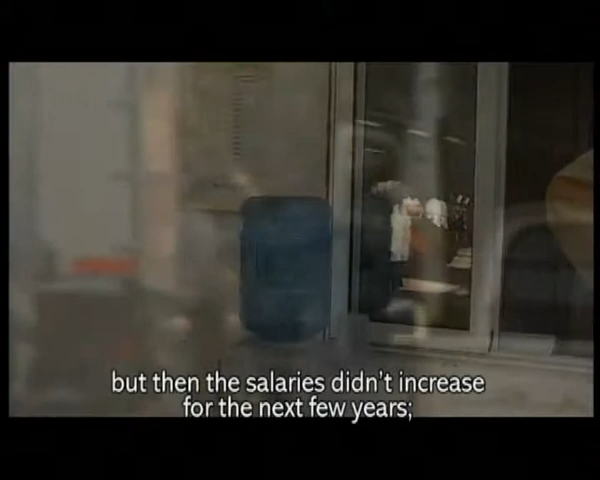 but then the salaries didn't increase
for the next few years;